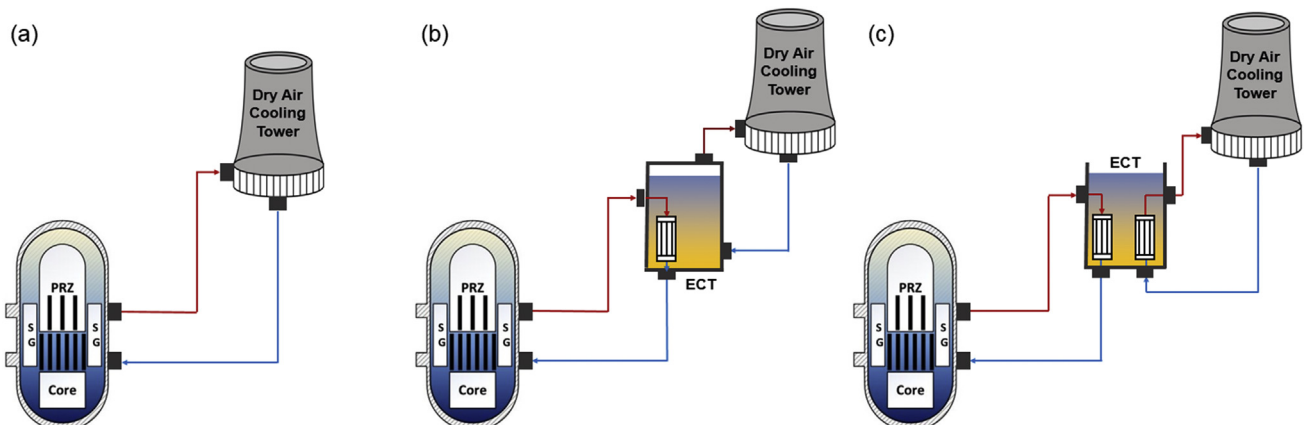 (a)
Dry Air
Cooling
Tower
PRZ
S
G
S
G
Core
(b)
Dry Air
Cooling
Tower
ECT
PRZ
S
G
S
G
Core
(c)
Dry Air
Cooling
Tower
ECT
PRZ
S
G
S
G
Core